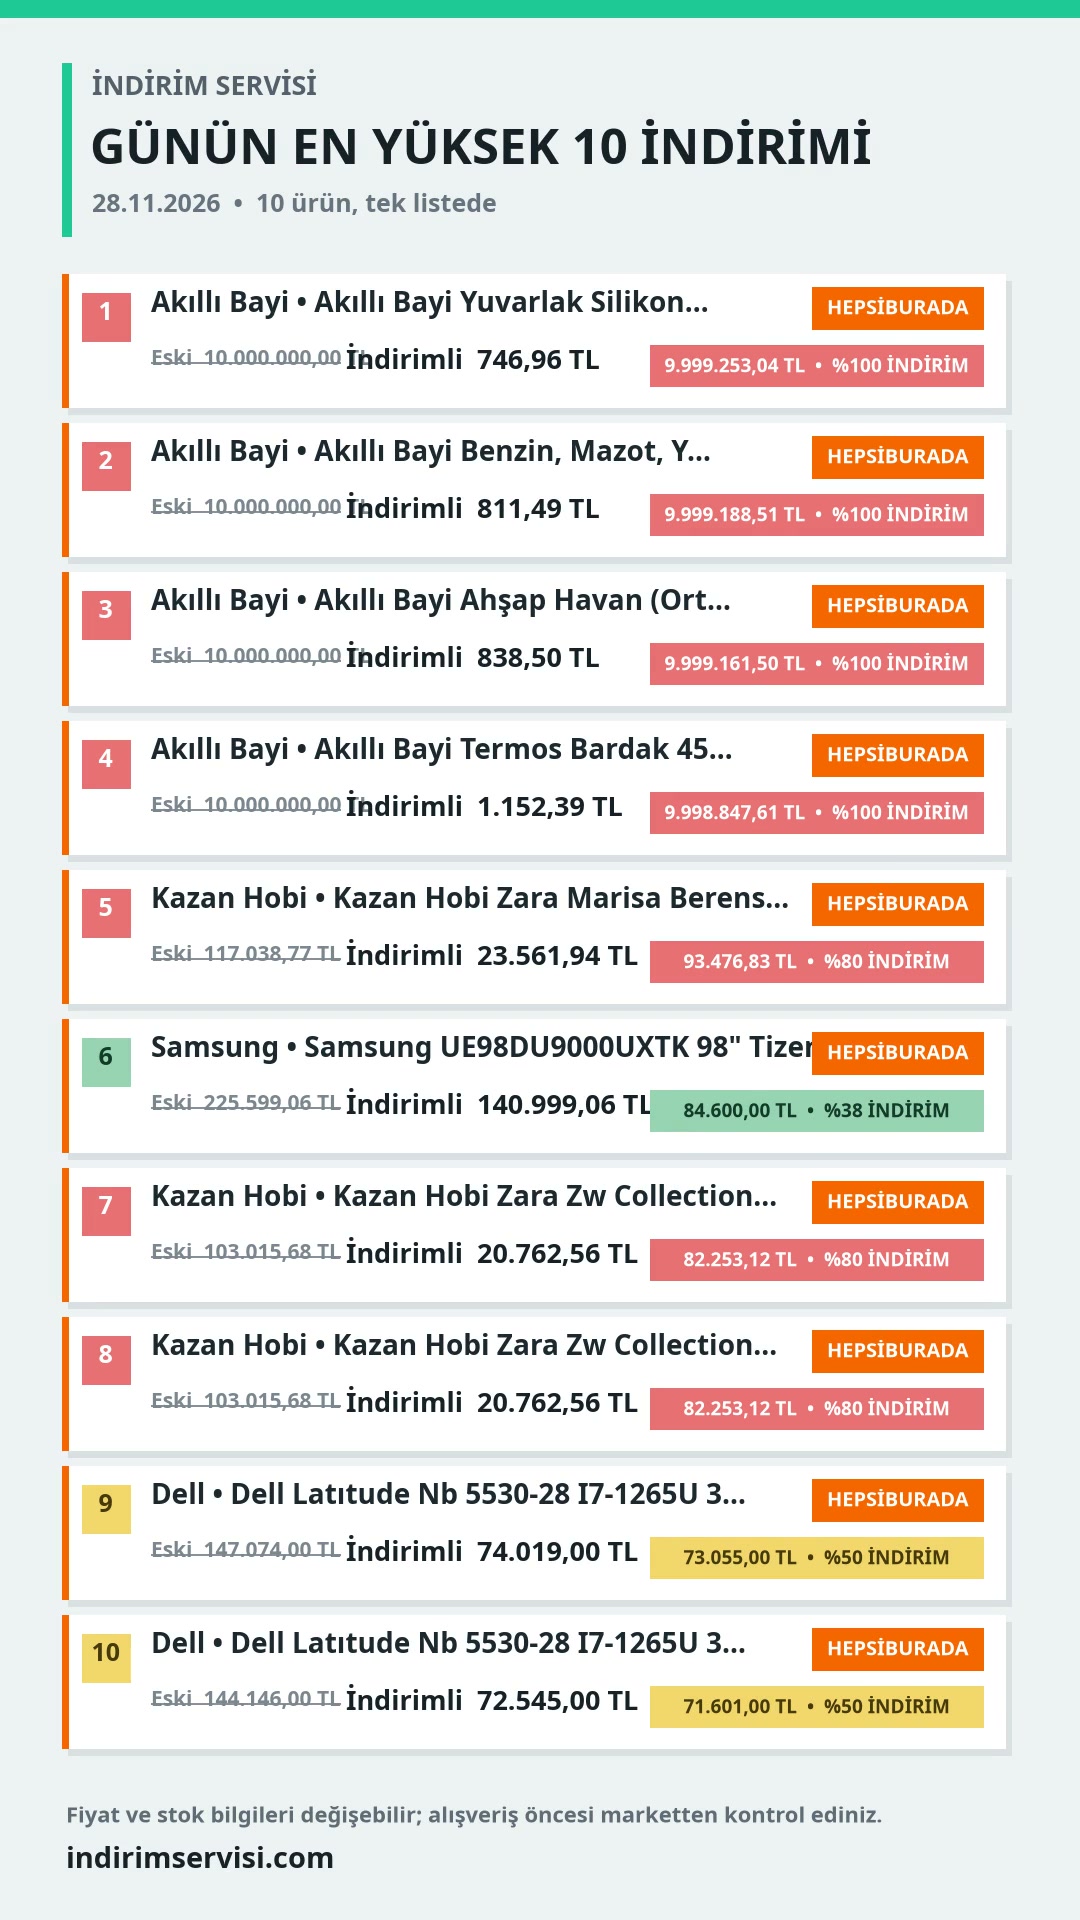 İNDİRİM SERVİSİ
GÜNÜN EN YÜKSEK 10 İNDİRİMİ
28.11.2026 • 10 ürün, tek listede
1 Akıllı Bayi • Akıllı Bayi Yuvarlak Silikon... HEPSİBURADA
Eski 10.000.000,00 TL İndirimli 746,96 TL 9.999.253,04 TL • %100 İNDİRİM
2 Akıllı Bayi • Akıllı Bayi Benzin, Mazot, Y... HEPSİBURADA
Eski 10.000.000,00 TL İndirimli 811,49 TL 9.999.188,51 TL • %100 İNDİRİM
3 Akıllı Bayi • Akıllı Bayi Ahşap Havan (Ort... HEPSİBURADA
Eski 10.000.000,00 TL İndirimli 838,50 TL 9.999.161,50 TL • %100 İNDİRİM
4 Akıllı Bayi • Akıllı Bayi Termos Bardak 45... HEPSİBURADA
Eski 10.000.000,00 TL İndirimli 1.152,39 TL 9.998.847,61 TL • %100 İNDİRİM
5 Kazan Hobi • Kazan Hobi Zara Marisa Berens... HEPSİBURADA
Eski 117.038,77 TL İndirimli 23.561,94 TL 93.476,83 TL • %80 İNDİRİM
6 Samsung • Samsung UE98DU9000UXTK 98" Tizen HEPSİBURADA
Eski 225.599,06 TL İndirimli 140.999,06 TL 84.600,00 TL • %38 İNDİRİM
7 Kazan Hobi • Kazan Hobi Zara Zw Collection... HEPSİBURADA
Eski 103.015,68 TL İndirimli 20.762,56 TL 82.253,12 TL • %80 İNDİRİM
8 Kazan Hobi • Kazan Hobi Zara Zw Collection... HEPSİBURADA
Eski 103.015,68 TL İndirimli 20.762,56 TL 82.253,12 TL • %80 İNDİRİM
9 Dell • Dell Latıtude Nb 5530-28 I7-1265U 3... HEPSİBURADA
Eski 147.074,00 TL İndirimli 74.019,00 TL 73.055,00 TL • %50 İNDİRİM
10 Dell • Dell Latıtude Nb 5530-28 I7-1265U 3... HEPSİBURADA
Eski 144.146,00 TL İndirimli 72.545,00 TL 71.601,00 TL • %50 İNDİRİM
Fiyat ve stok bilgileri değişebilir; alışveriş öncesi marketten kontrol ediniz.
indirimservisi.com